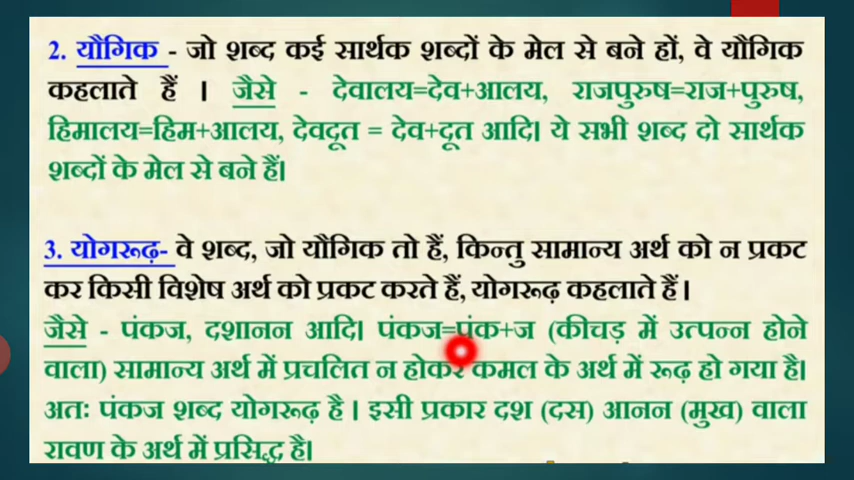 2. यौगिक - जो शब्द कई सार्थक शब्दों के मेल से बने हों, वे यौगिक
कहलाते हैं । जैसे - देवालय=देव+आलय, राजपुरुष=राज+पुरुष,
हिमालय=हिम+आलय, देवदूत = देव+दूत आदि। ये सभी शब्द दो सार्थक
शब्दों के मेल से बने हैं।
3. योगरूढ़- वे शब्द, जो यौगिक तो हैं, किन्तु सामान्य अर्थ को न प्रकट
कर किसी विशेष अर्थ को प्रकट करते हैं, योगरूढ़ कहलाते हैं ।
जैसे - पंकज, दशानन आदि। पंकज=पंक+ज (कीचड़ में उत्पन्न होने
वाला) सामान्य अर्थ में प्रचलित न होकर कमल के अर्थ में रूढ़ हो गया है।
अतः पंकज शब्द योगरूढ़ है । इसी प्रकार दश (दस) आनन (मुख) वाला
रावण के अर्थ में प्रसिद्ध है।